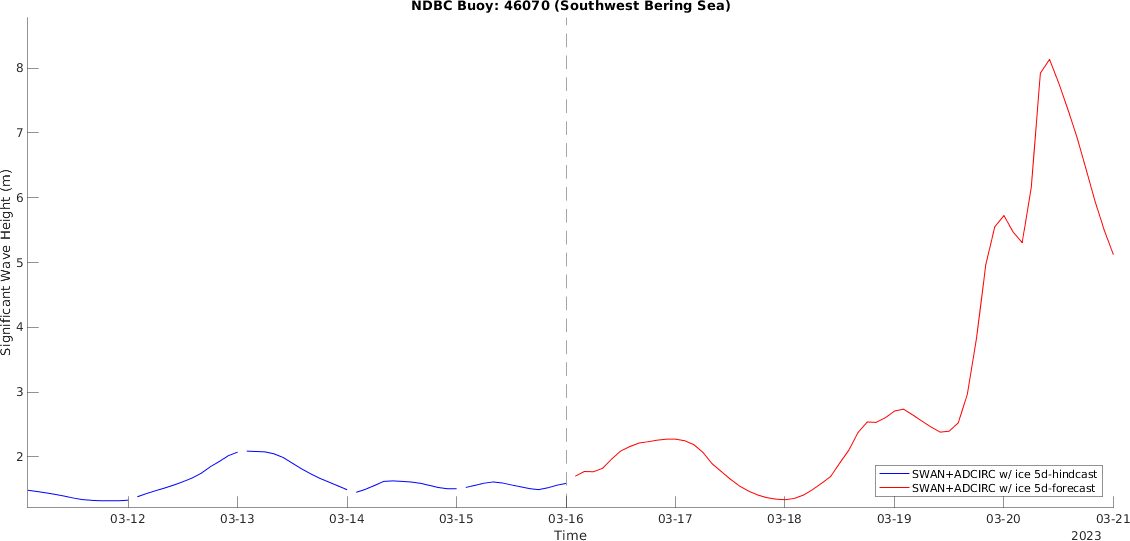 NDBC Buoy: 46070 (Southwest Bering Sea)
Significant Wave Height (m)
8
7
6
5
4
3
2
SWAN+ADCIRC w/ ice 5d-hindcast
SWAN+ADCIRC w/ ice 5d-forecast
03-12 03-13 03-14 03-15 03-16 03-17 03-18 03-19 03-20 03-21
Time
2023